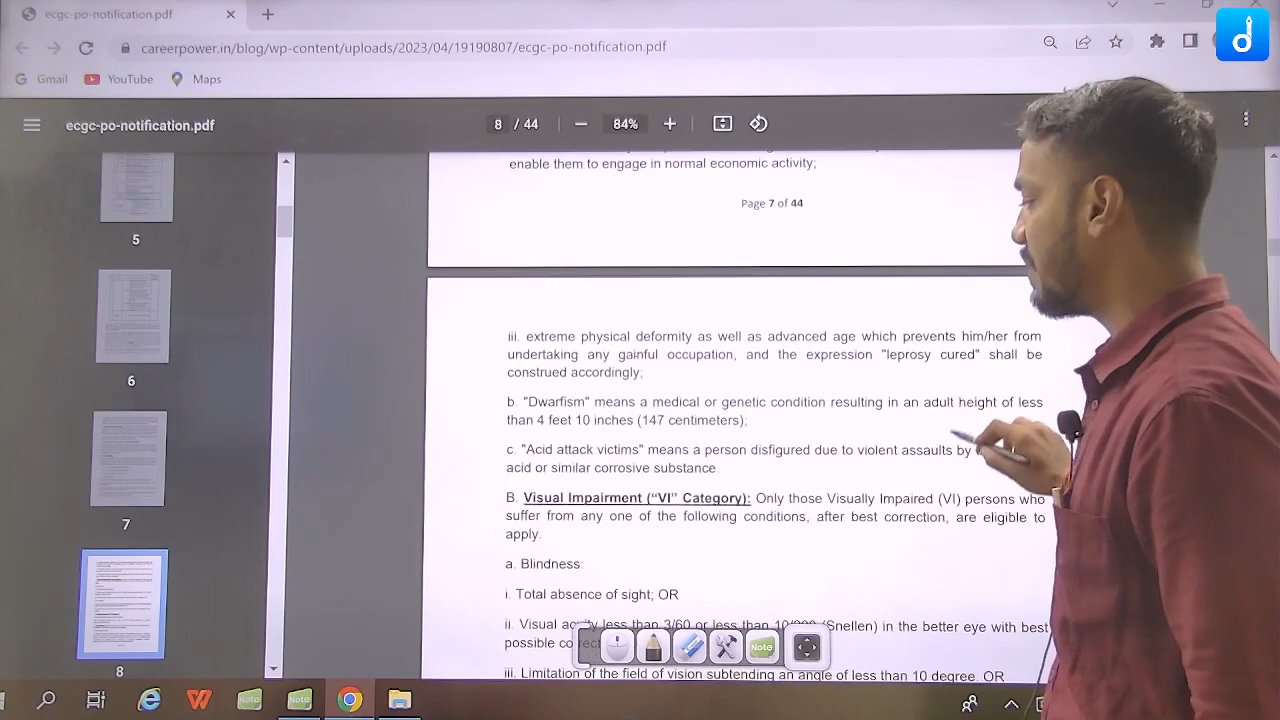 ecgc-po-notification.pdf
careerpower.in/blog/wp-content/uploads/2023/04/19190807/ecgc-po-notification.pdf
Gmail YouTube Maps
ecgc-po-notification.pdf 8 / 44 84%
enable them to engage in normal economic activity;
Page 7 of 44
5
6
7
8
iii. extreme physical deformity as well as advanced age which prevents him/her from
undertaking any gainful occupation, and the expression "leprosy cured" shall be
construed accordingly;
b. "Dwarfism" means a medical or genetic condition resulting in an adult height of less
than 4 feet 10 inches (147 centimeters);
c. "Acid attack victims" means a person disfigured due to violent assaults by
acid or similar corrosive substance.
B. Visual Impairment ("VI" Category): Only those Visually Impaired (VI) persons who
suffer from any one of the following conditions, after best correction, are eligible to
apply.
a. Blingness:
i. Total absence of sight; OR
ii. Visual less than 3/60 or less than (Snellen) in the better eye with best
possible
iii. Limitation of the field of vision subtending an angle of less than 10 degree. OR
Note
Note Note
d